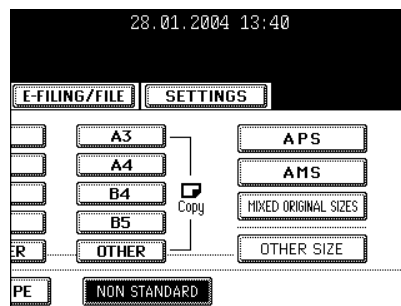 28.01.2004 13:40
E-FILING/FILE SETTINGS
A3 APS
A4 AMS
B4 Copy MIXED ORIGINAL SIZES
B5
ER OTHER OTHER SIZE
PE NON STANDARD